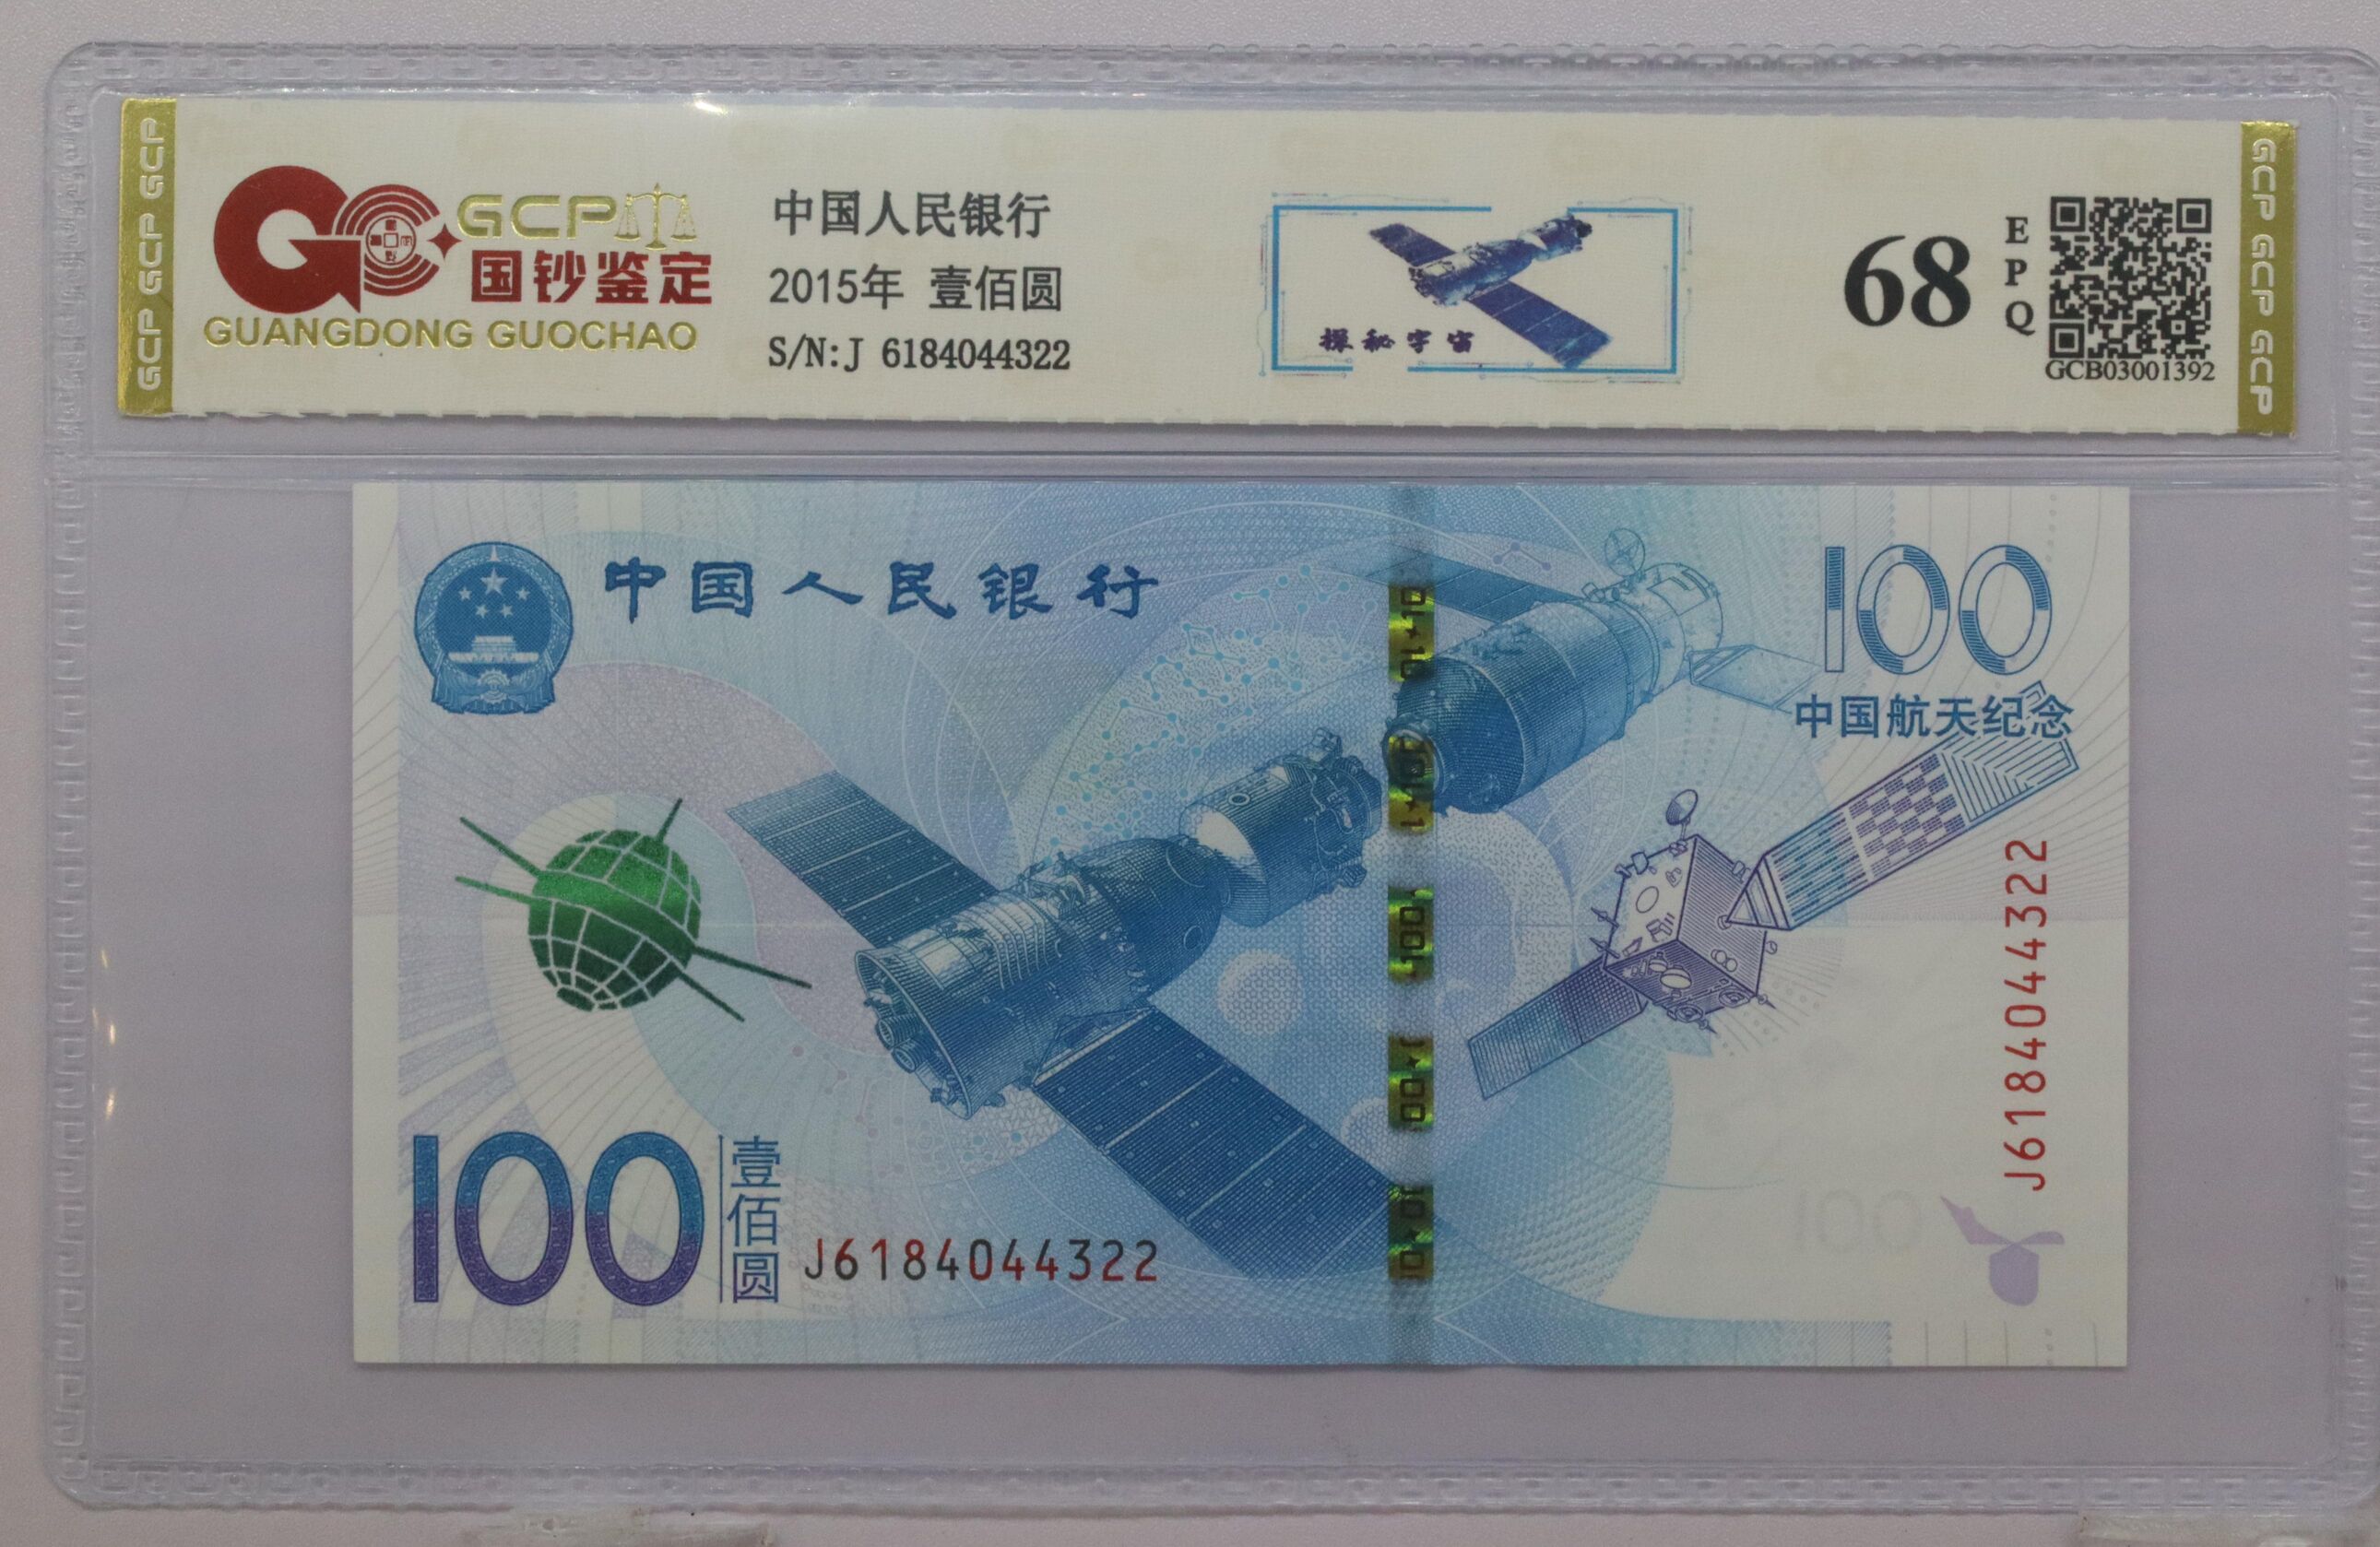 GCP GCP GCP
GCP
国钞鉴定
GUANGDONG GUOCHAO
中国人民银行
2015年 壹佰圆
S/N:J 6184044322
探秘宇宙
68
EPQ
GCB03001392
GCP GCP GCP
中国人民银行
100
中国航天纪念
J6184044322
100
壹佰圆
J6184044322
100